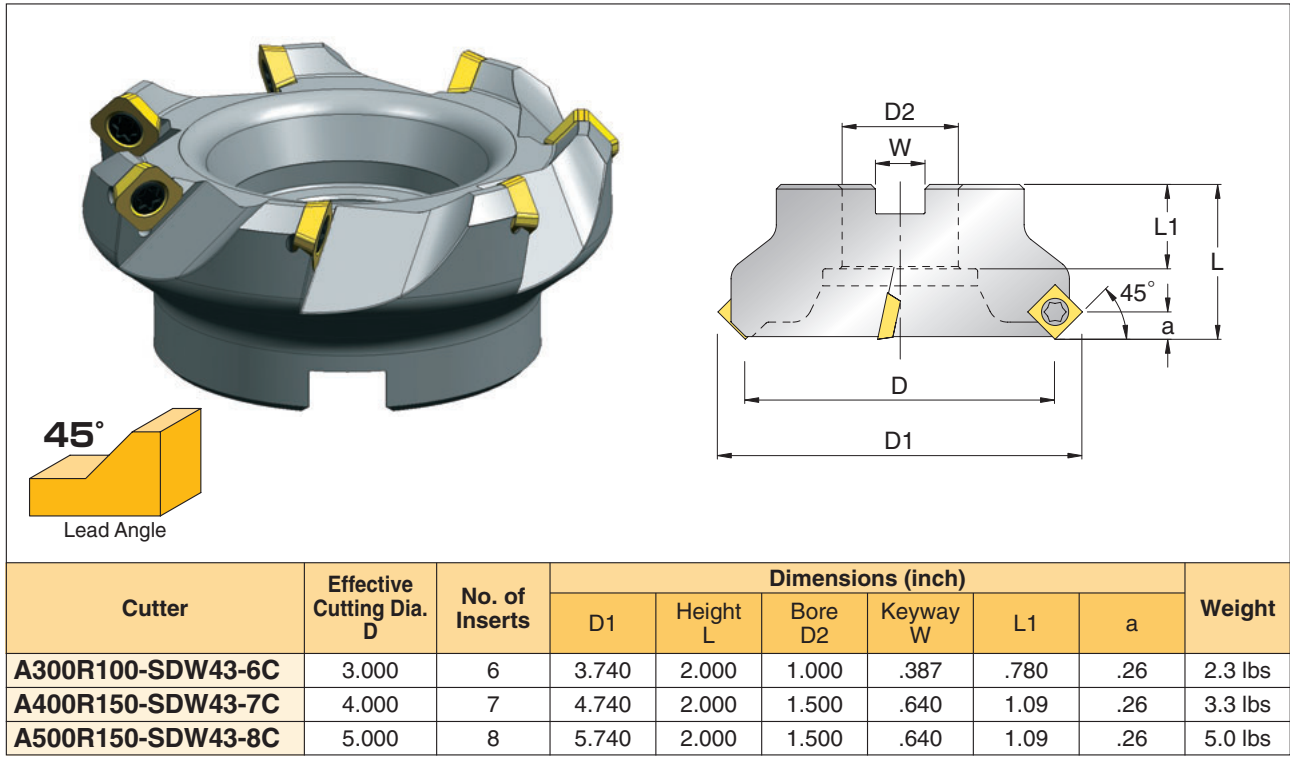 D2
W
L1
L
45°
a
D
D1
45°
Lead Angle
Cutter
Effective
Cutting Dia.
D
No. of
Inserts
Dimensions (inch)
Weight
D1
Height
L
Bore
D2
Keyway
W
L1
a
A300R100-SDW43-6C 3.000 6 3.740 2.000 1.000 .387 .780 .26 2.3 lbs
A400R150-SDW43-7C 4.000 7 4.740 2.000 1.500 .640 1.09 .26 3.3 lbs
A500R150-SDW43-8C 5.000 8 5.740 2.000 1.500 .640 1.09 .26 5.0 lbs